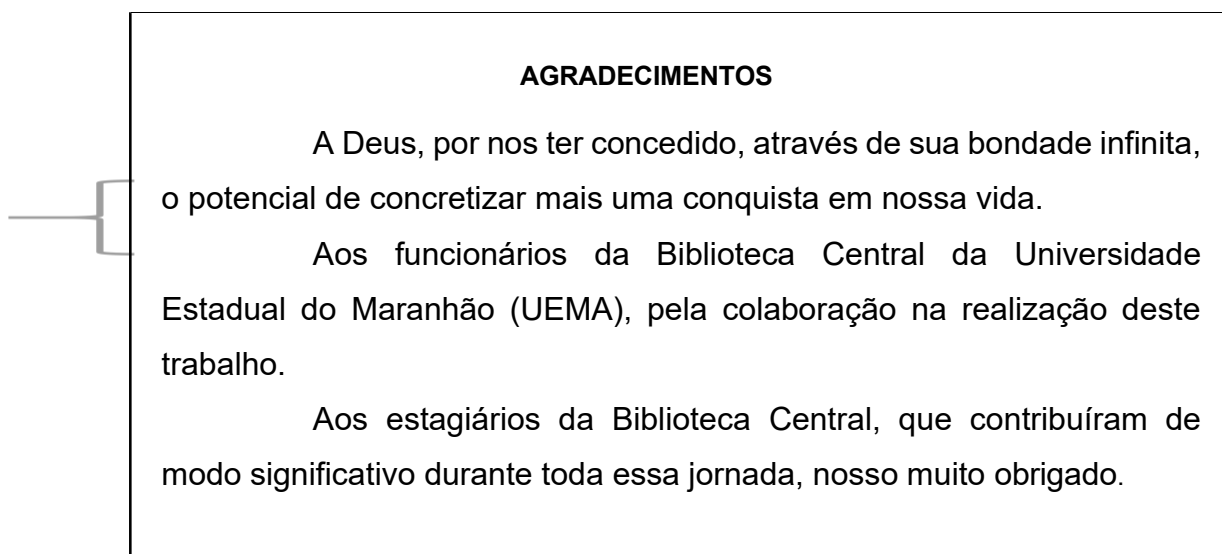 AGRADECIMENTOS
A Deus, por nos ter concedido, através de sua bondade infinita,
o potencial de concretizar mais uma conquista em nossa vida.
Aos funcionários da Biblioteca Central da Universidade
Estadual do Maranhão (UEMA), pela colaboração na realização deste
trabalho.
Aos estagiários da Biblioteca Central, que contribuíram de
modo significativo durante toda essa jornada, nosso muito obrigado.